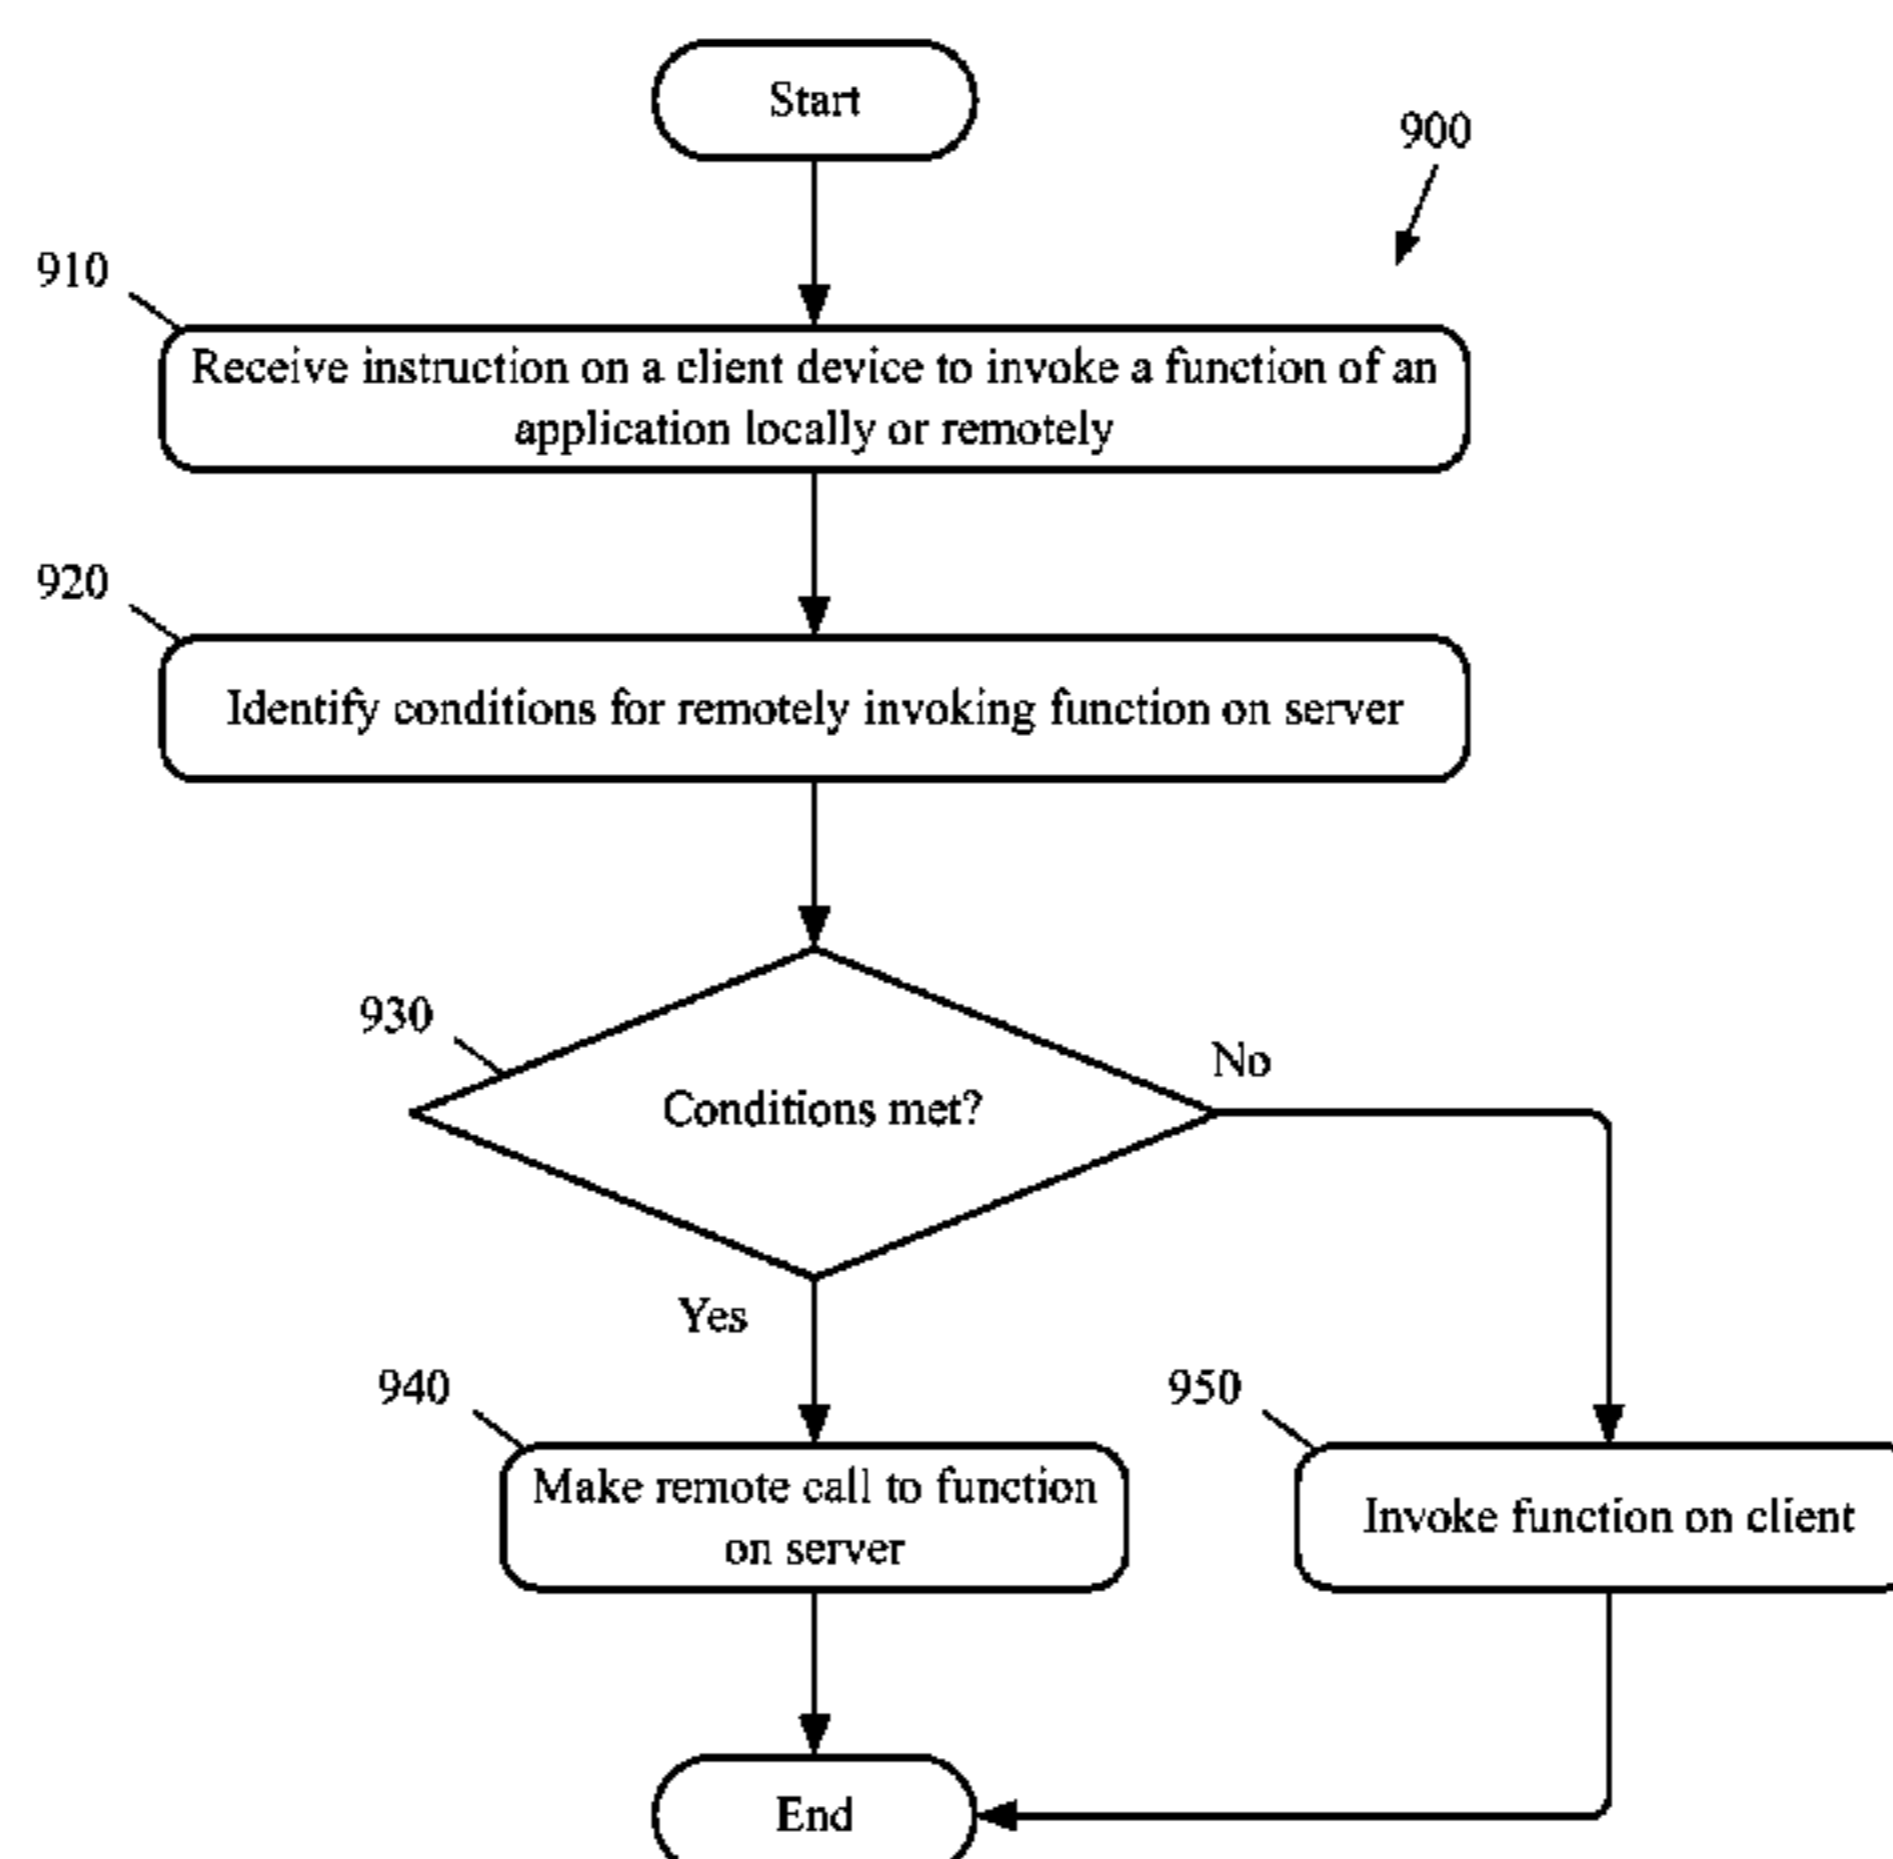 Start
900
910
Receive instruction on a client device to invoke a function of an
application locally or remotely
920
Identify conditions for remotely invoking function on server
930
Conditions met?
No
Yes
940
Make remote call to function
on server
950
Invoke function on client
End